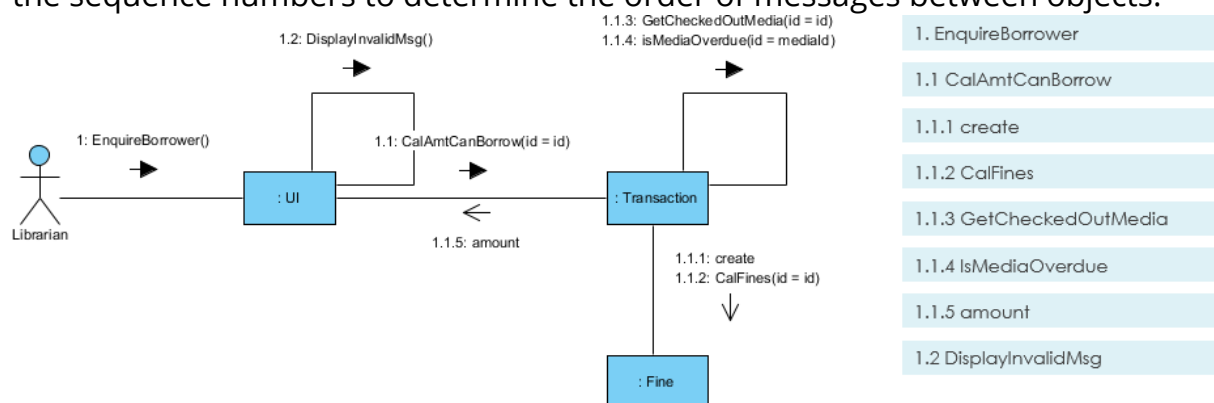 the sequence numbers to determine the order of messages between objects.
1.1.3: GetCheckedOutMedia(id = id)
1.1.4: isMediaOverdue(id = mediaId)
1.2: DisplayInvalidMsg()
1: EnquireBorrower()
1.1: CalAmtCanBorrow(id = id)
: UI
: Transaction
Librarian
1.1.5: amount
1.1.1: create
1.1.2: CalFines(id = id)
: Fine
1. EnquireBorrower
1.1 CalAmtCanBorrow
1.1.1 create
1.1.2 CalFines
1.1.3 GetCheckedOutMedia
1.1.4 IsMediaOverdue
1.1.5 amount
1.2 DisplayInvalidMsg